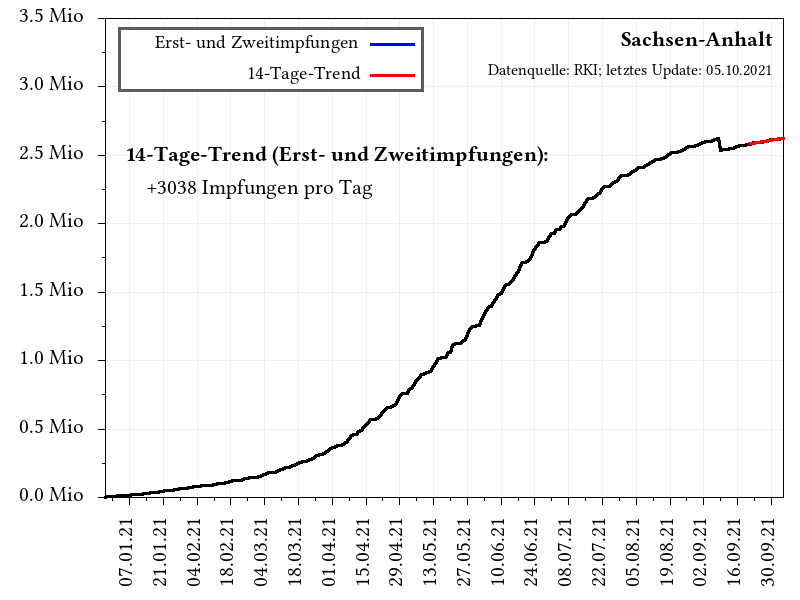 3.5 Mio
3.0 Mio
2.5 Mio
2.0 Mio
1.5 Mio
1.0 Mio
0.5 Mio
0.0 Mio
Erst- und Zweitimpfungen
14-Tage-Trend
Sachsen-Anhalt
Datenquelle: RKI; letztes Update: 05.10.2021
14-Tage-Trend (Erst- und Zweitimpfungen):
+3038 Impfungen pro Tag
07.01.21
21.01.21
04.02.21
18.02.21
04.03.21
18.03.21
01.04.21
15.04.21
29.04.21
13.05.21
27.05.21
10.06.21
24.06.21
08.07.21
22.07.21
05.08.21
19.08.21
02.09.21
16.09.21
30.09.21